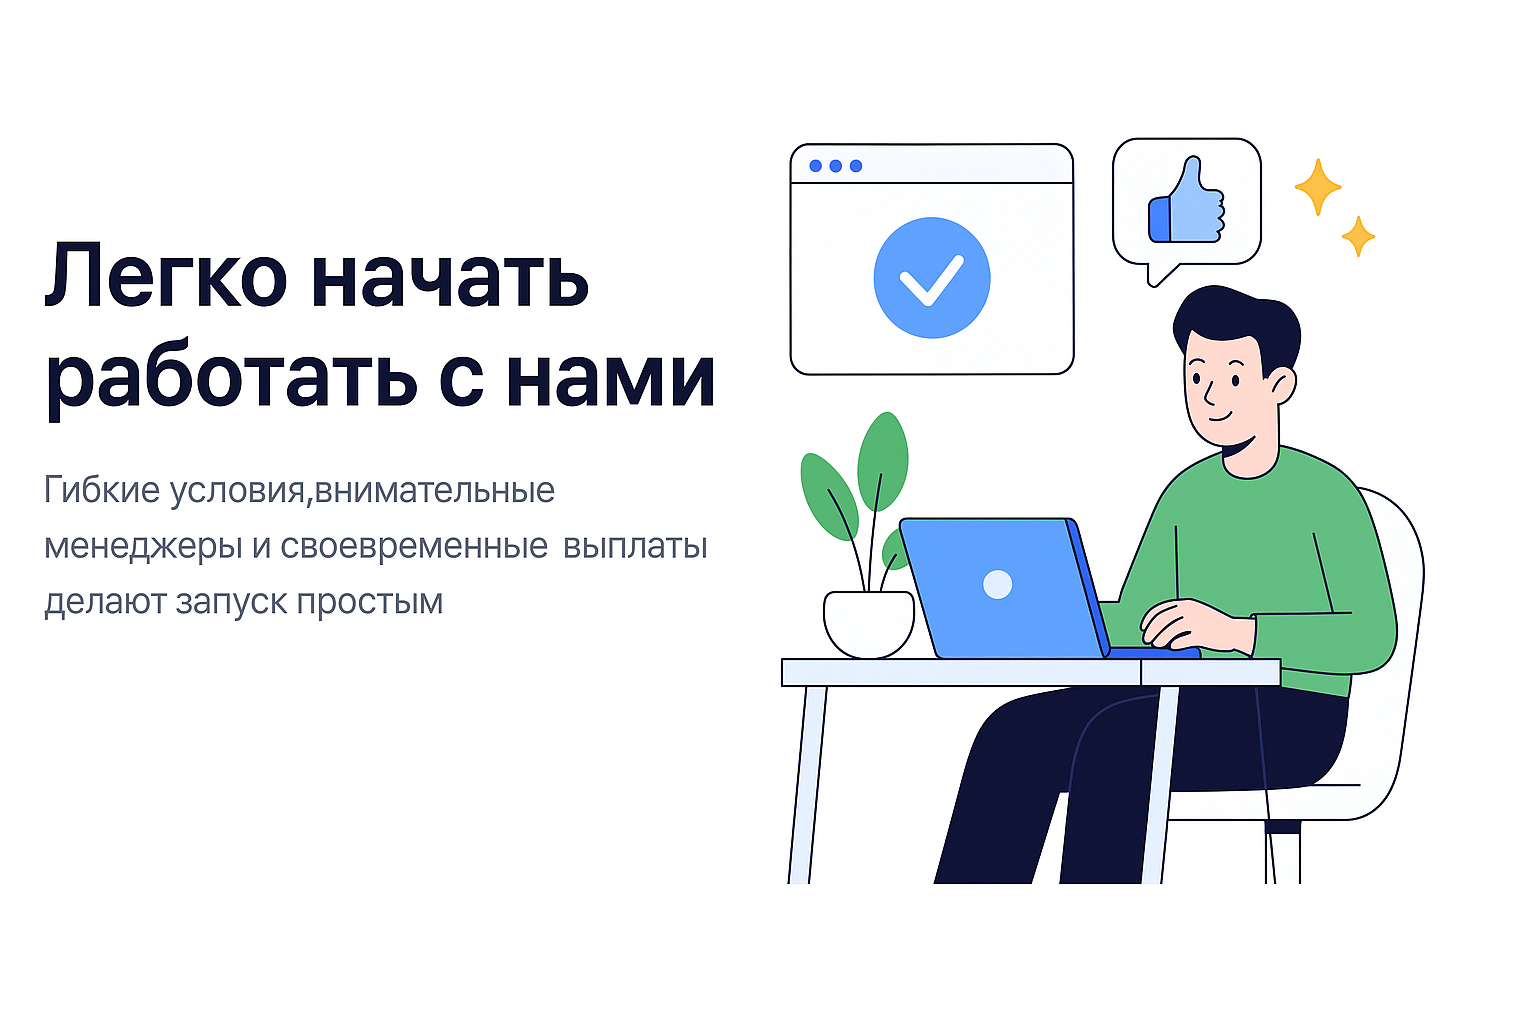 Легко начать
работать с нами
Гибкие условия,внимательные
менеджеры и своевременные  выплаты
делают запуск простым